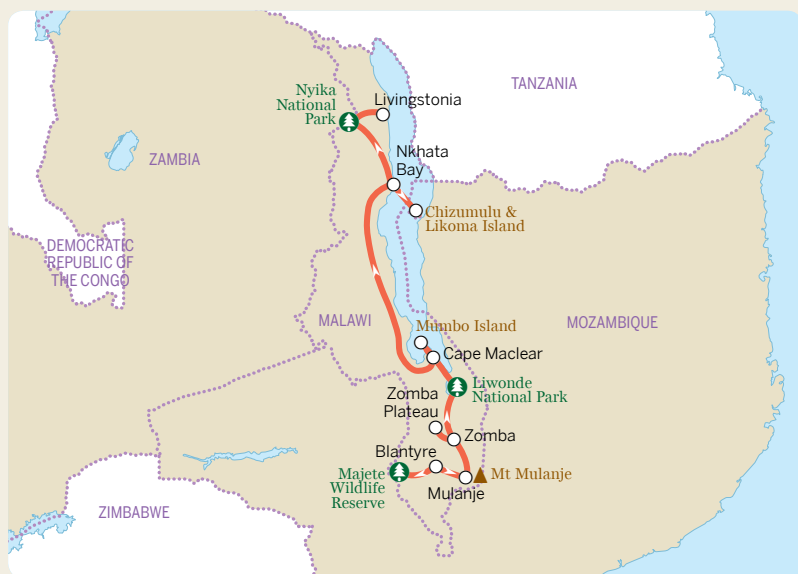 TANZANIA
Nyika
National
Park
Livingstonia
Nkhata
Bay
ZAMBIA
Chizumulu &
Likoma Island
DEMOCRATIC
REPUBLIC OF
THE CONGO
MALAWI
Mumbo Island
MOZAMBIQUE
Cape Maclear
Liwonde
National Park
Zomba
Plateau
Zomba
Blantyre
Majete
Wildlife
Reserve
Mt Mulanje
Mulanje
ZIMBABWE